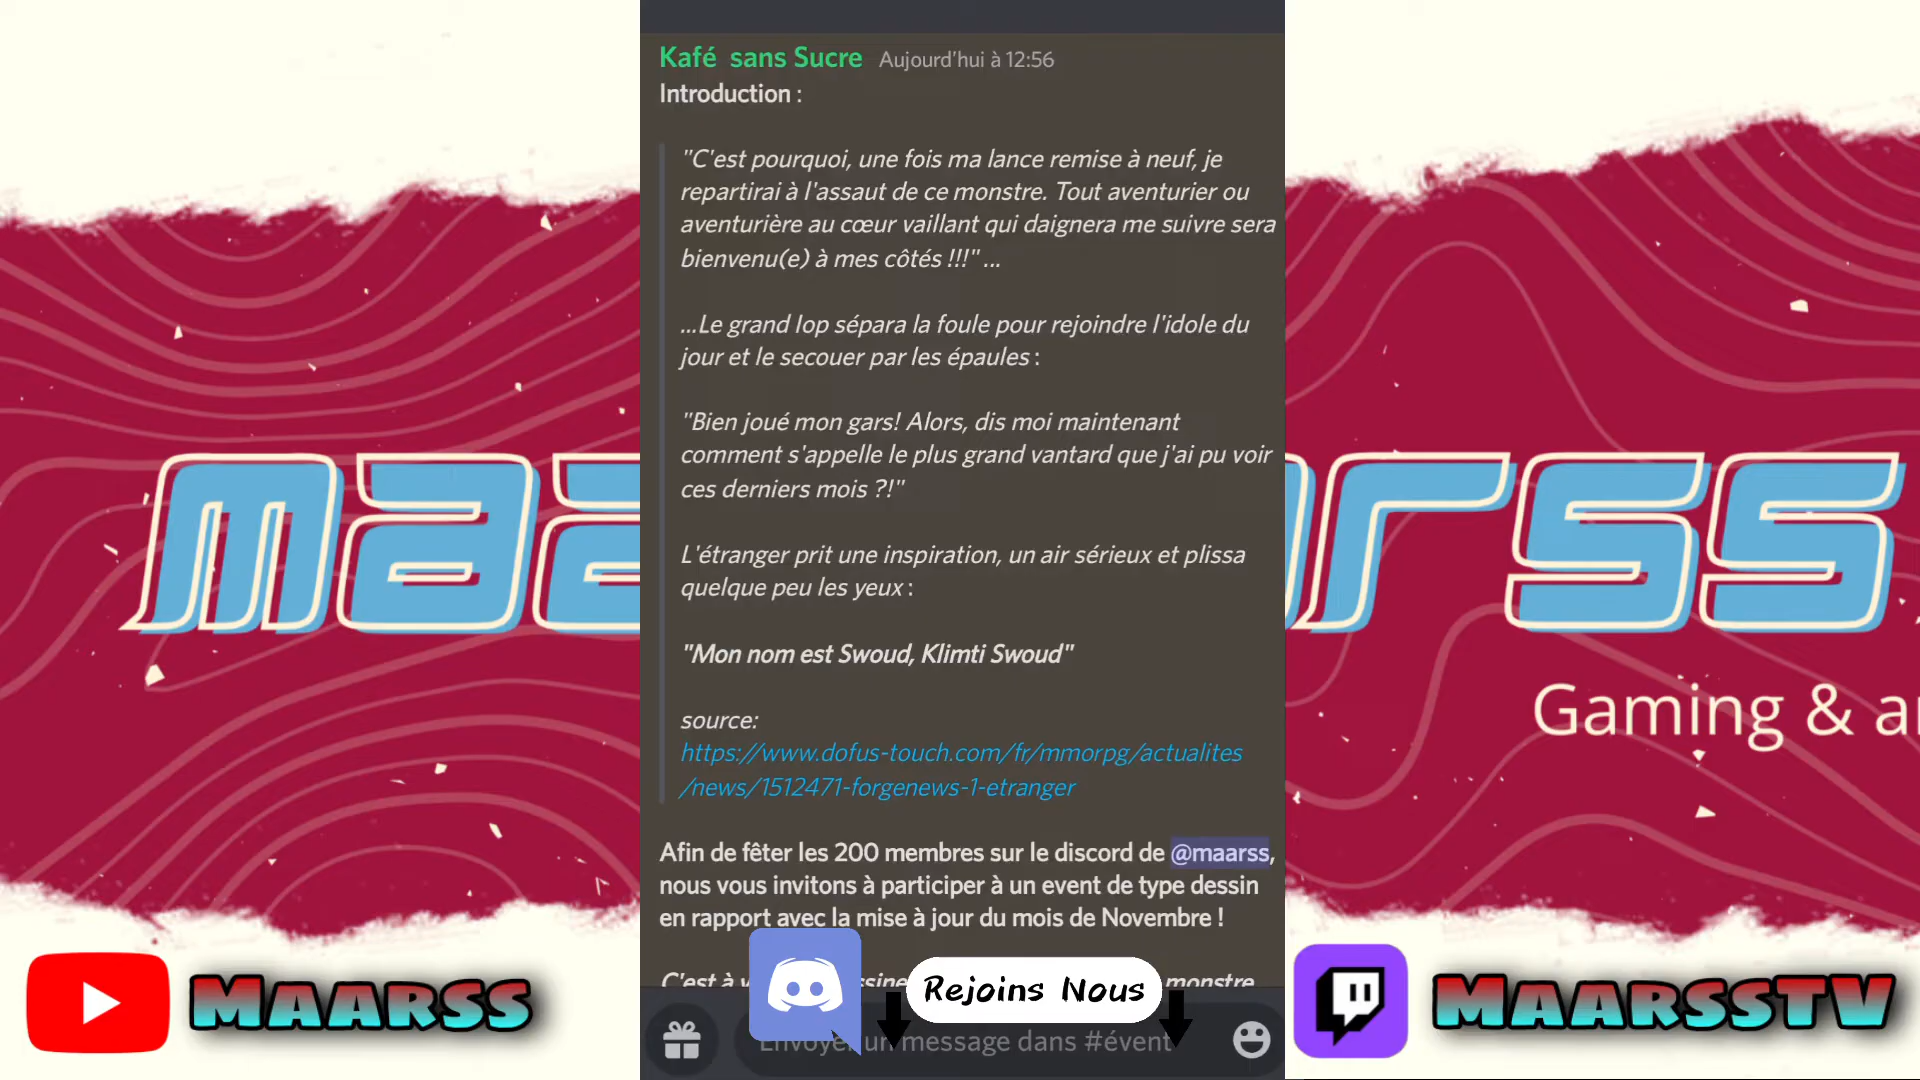 Kafé sans Sucre Aujourd'hui à 12:56
Introduction :
"C'est pourquoi, une fois ma lance remise à neuf, je
repartirai à l'assaut de ce monstre. Tout aventurier ou
aventurière au cœur vaillant qui daignera me suivre sera
bienvenu(e) à mes côtés !!!" ...
...Le grand Iop sépara la foule pour rejoindre l'idole du
jour et le secouer par les épaules :
"Bien joué mon gars! Alors, dis moi maintenant
comment s'appelle le plus grand vantard que j'ai pu voir
ces derniers mois ?!"
L'étranger prit une inspiration, un air sérieux et plissa
quelque peu les yeux :
"Mon nom est Swoud, Klimti Swoud"
source:
https://www.dofus-touch.com/fr/mmorpg/actualites
/news/1512471-forgenews-1-etranger
Afin de fêter les 200 membres sur le discord de @maarss,
nous vous invitons à participer à un event de type dessin
en rapport avec la mise à jour du mois de Novembre !
C'est à monstre
Rejoins Nous
Envoyer un message dans #évent
maa rss
Gaming &
MAARSS
MAARSSTV